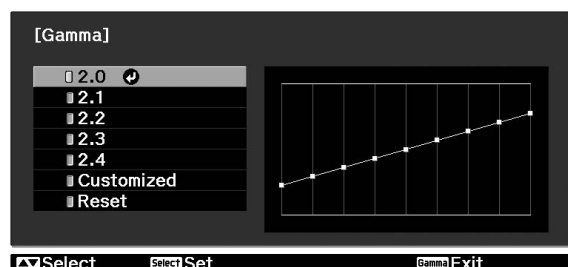 [Gamma]
2.0
2.1
2.2
2.3
2.4
Customized
Reset
Select Select Set Gamma Exit